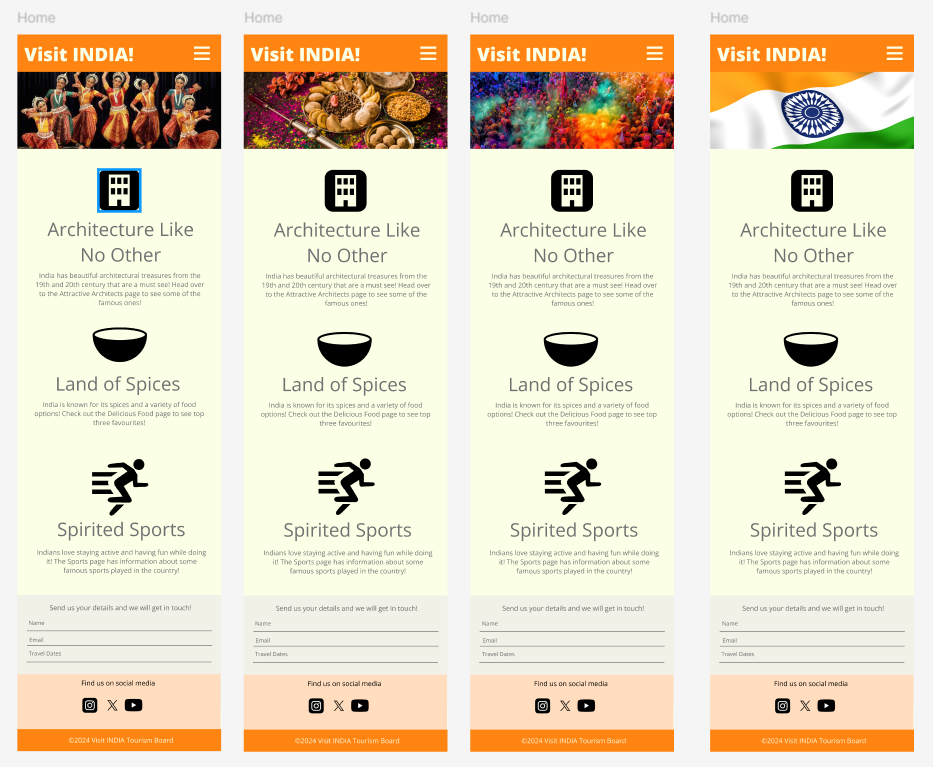 Home
Visit INDIA!
Architecture Like
No Other
India has beautiful architectural treasures from the
19th and 20th century that are a must see! Head over
to the Attractive Architects page to see some of the
famous ones!
Land of Spices
India is known for its spices and a variety of food
options! Check out the Delicious Food page to see top
three favourites!
Spirited Sports
Indians love staying active and having fun while doing
it! The Sports page has information about some
famous sports played in the country!
Send us your details and we will get in touch!
Name
Email
Travel Dates
Find us on social media
©2024 Visit INDIA Tourism Board
Home
Visit INDIA!
Architecture Like
No Other
India has beautiful architectural treasures from the
19th and 20th century that are a must see! Head over
to the Attractive Architects page to see some of the
famous ones!
Land of Spices
India is known for its spices and a variety of food
options! Check out the Delicious Food page to see top
three favourites!
Spirited Sports
Indians love staying active and having fun while doing
it! The Sports page has information about some
famous sports played in the country!
Send us your details and we will get in touch!
Name
Email
Travel Dates
Find us on social media
©2024 Visit INDIA Tourism Board
Home
Visit INDIA!
Architecture Like
No Other
India has beautiful architectural treasures from the
19th and 20th century that are a must see! Head over
to the Attractive Architects page to see some of the
famous ones!
Land of Spices
India is known for its spices and a variety of food
options! Check out the Delicious Food page to see top
three favourites!
Spirited Sports
Indians love staying active and having fun while doing
it! The Sports page has information about some
famous sports played in the country!
Send us your details and we will get in touch!
Name
Email
Travel Dates
Find us on social media
©2024 Visit INDIA Tourism Board
Home
Visit INDIA!
Architecture Like
No Other
India has beautiful architectural treasures from the
19th and 20th century that are a must see! Head over
to the Attractive Architects page to see some of the
famous ones!
Land of Spices
India is known for its spices and a variety of food
options! Check out the Delicious Food page to see top
three favourites!
Spirited Sports
Indians love staying active and having fun while doing
it! The Sports page has information about some
famous sports played in the country!
Send us your details and we will get in touch!
Name
Email
Travel Dates
Find us on social media
©2024 Visit INDIA Tourism Board